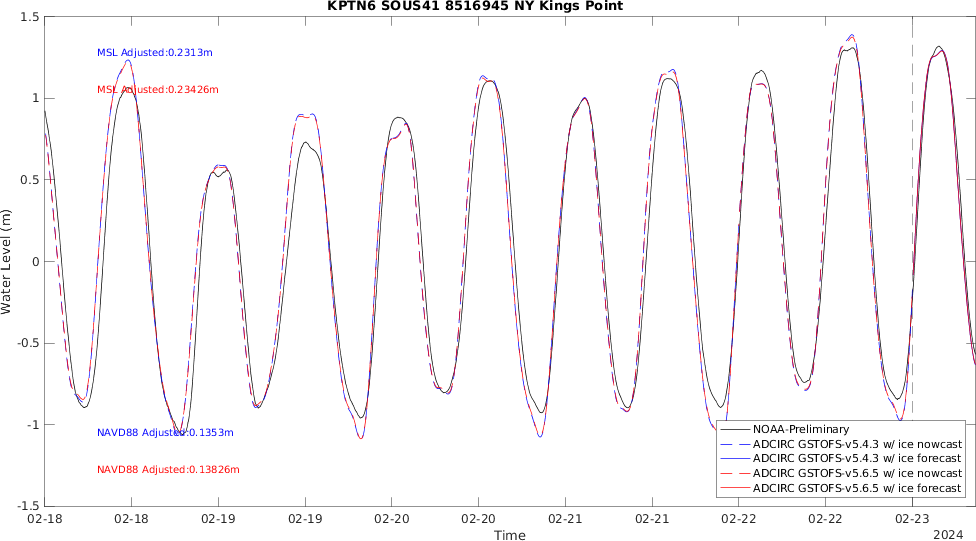 KPTN6 SOUS41 8516945 NY Kings Point
1.5
1
0.5
0
-0.5
-1
-1.5
Water Level (m)
MSL Adjusted:0.2313m
MSL Adjusted:0.23426m
NAVD88 Adjusted:0.1353m
NAVD88 Adjusted:0.13826m
NOAA-Preliminary
ADCIRC GSTOFS-v5.4.3 w/ ice nowcast
ADCIRC GSTOFS-v5.4.3 w/ ice forecast
ADCIRC GSTOFS-v5.6.5 w/ ice nowcast
ADCIRC GSTOFS-v5.6.5 w/ ice forecast
02-18 02-18 02-19 02-19 02-20 02-20 02-21 02-21 02-22 02-22 02-23
Time
2024